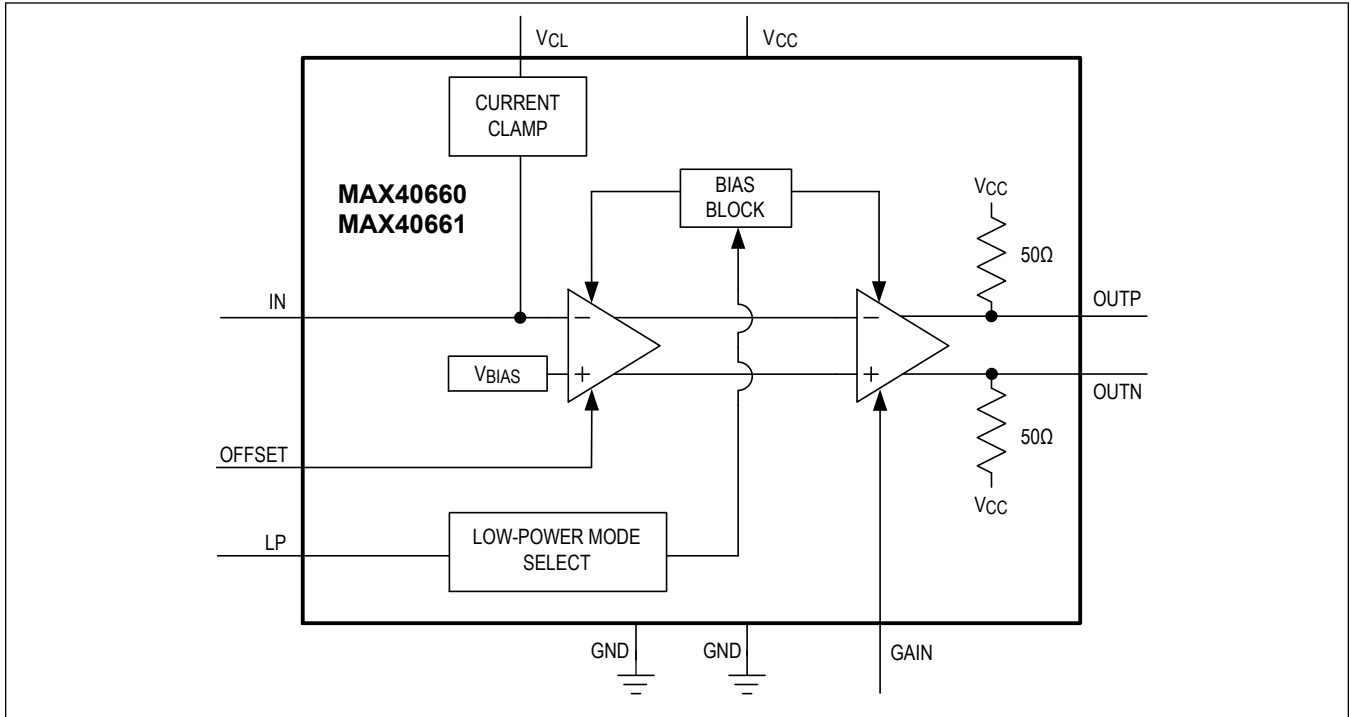 VCL
VCC
CURRENT
CLAMP
MAX40660
MAX40661
BIAS
BLOCK
VCC
50Ω
IN
−
−
OUTP
VBIAS
+
+
OUTN
50Ω
OFFSET
VCC
LP
LOW-POWER MODE
SELECT
GND
GND
GAIN